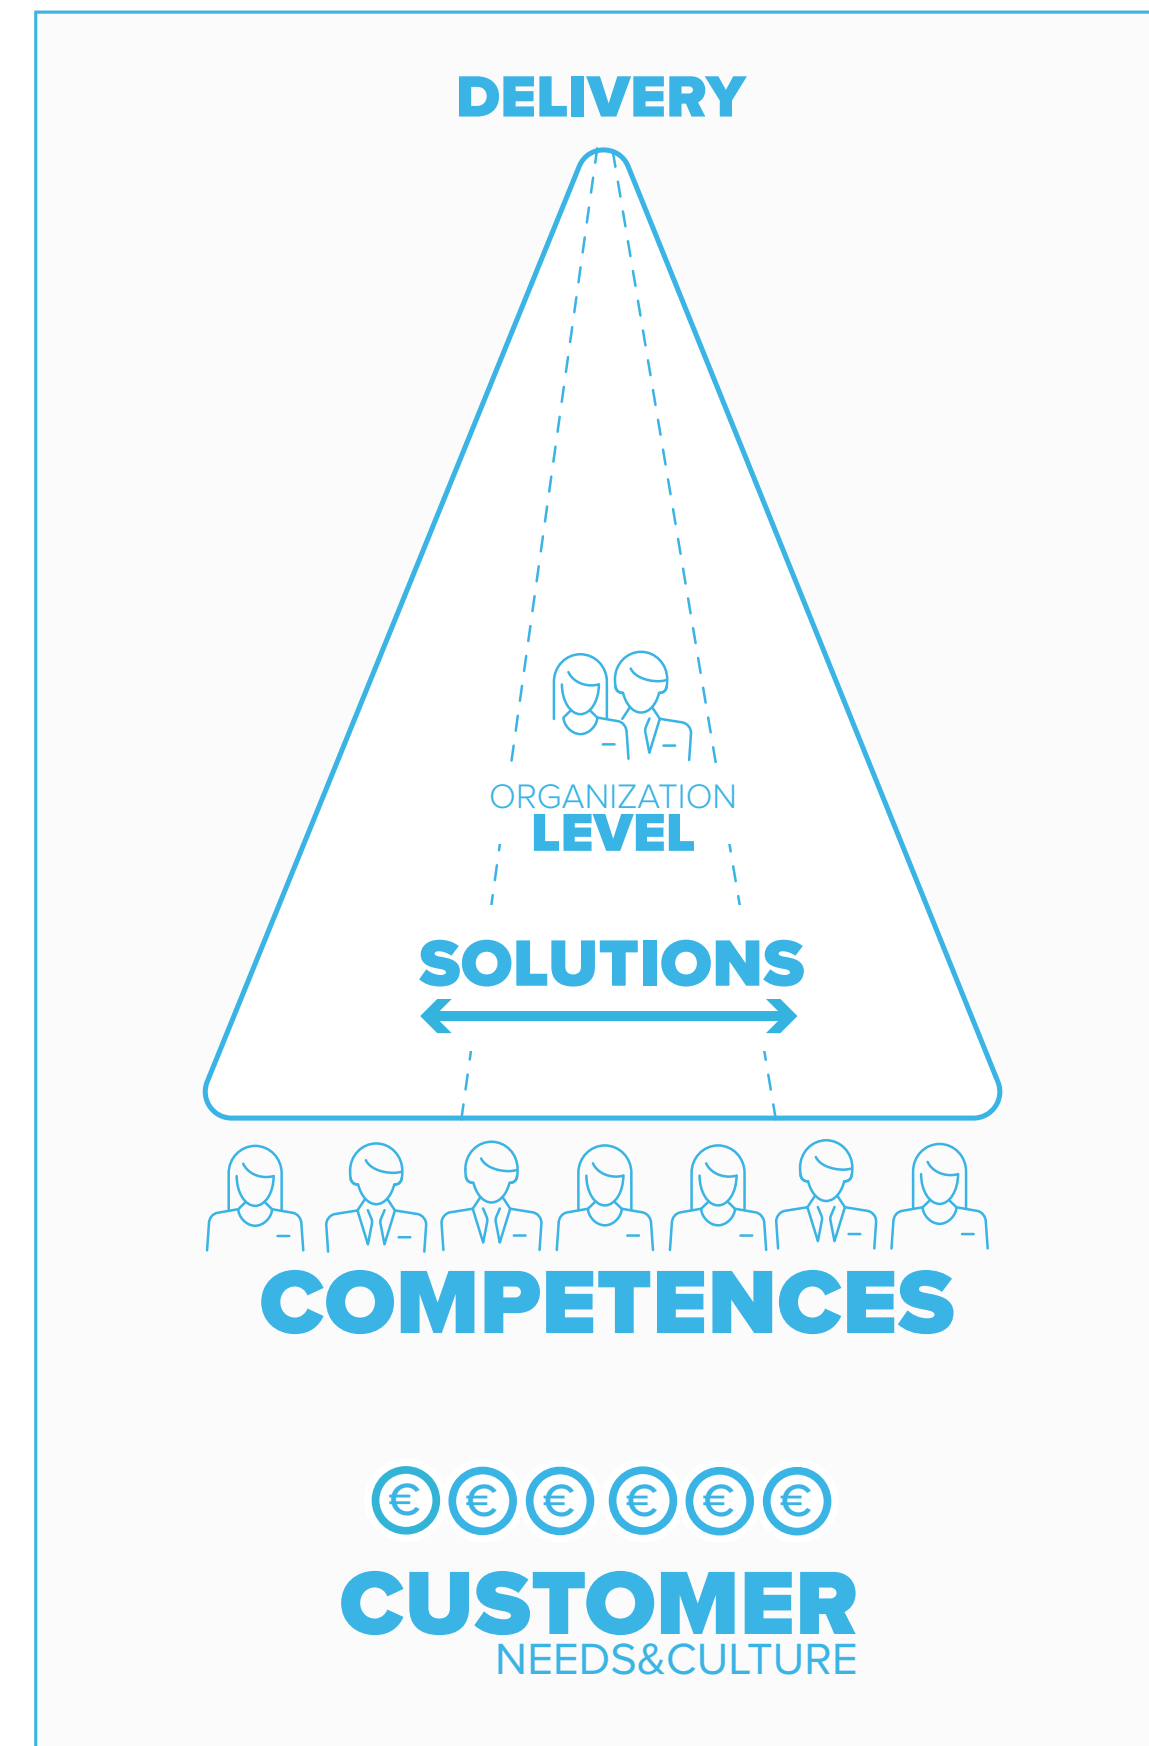 DELIVERY
ORGANIZATION
LEVEL
SOLUTIONS
COMPETENCES
€ € € € € €
CUSTOMER
NEEDS&CULTURE